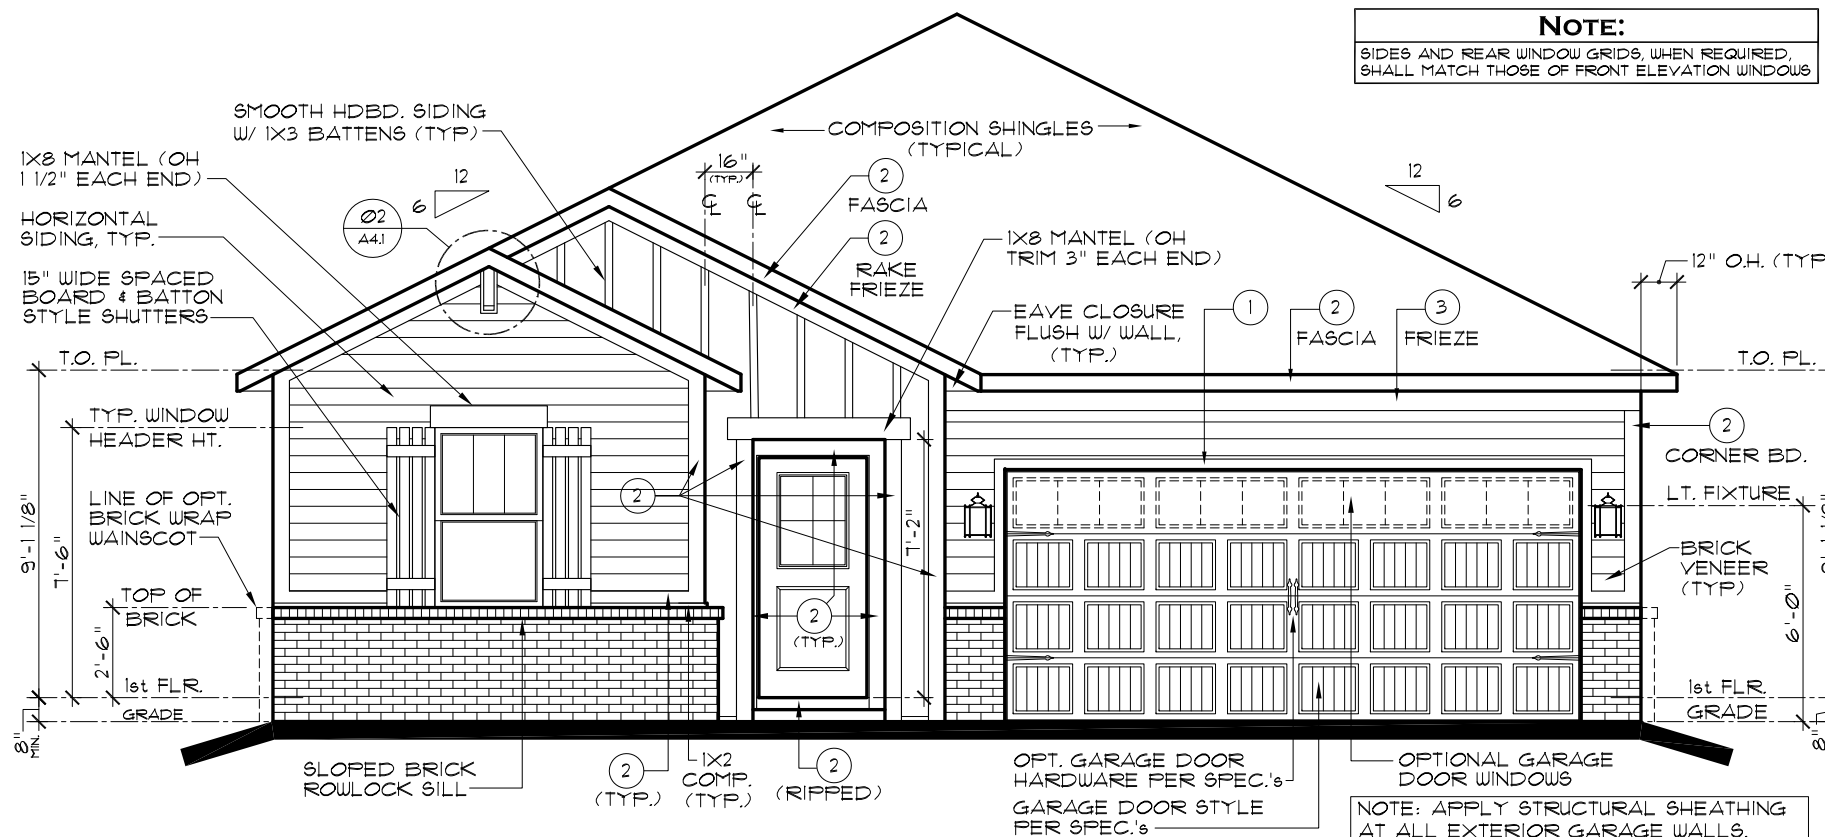 NOTE:
SIDES AND REAR WINDOW GRIDS, WHEN REQUIRED,
SHALL MATCH THOSE OF FRONT ELEVATION WINDOWS
SMOOTH HDBD. SIDING
W/ 1X3 BATTENS (TYP)
COMPOSITION SHINGLES
(TYPICAL)
1X8 MANTEL (OH
1 1/2" EACH END)
16"
(TYP.)
℄
℄
12
6
Ø2
A4.1
2
FASCIA
12
6
HORIZONTAL
SIDING, TYP.
2
RAKE
FRIEZE
1X8 MANTEL (OH
TRIM 3" EACH END)
12" O.H. (TYP
15" WIDE SPACED
BOARD & BATTON
STYLE SHUTTERS
EAVE CLOSURE
FLUSH W/ WALL,
(TYP.)
1
2
FASCIA
3
FRIEZE
T.O. PL.
T.O. PL.
TYP. WINDOW
HEADER HT.
2
CORNER BD.
LINE OF OPT.
BRICK WRAP
WAINSCOT
2
LT. FIXTURE
9'-1 1/8"
7'-6"
7'-2"
BRICK
VENEER
(TYP)
TOP OF
BRICK
2
(TYP.)
2'-6"
6'-0"
1st FLR.
GRADE
1st FLR.
GRADE
8"
MIN.
8"
SLOPED BRICK
ROWLOCK SILL
2
(TYP.)
1X2
COMP.
(TYP.)
2
(RIPPED)
OPT. GARAGE DOOR
HARDWARE PER SPEC.'s
GARAGE DOOR STYLE
PER SPEC.'s
OPTIONAL GARAGE
DOOR WINDOWS
NOTE: APPLY STRUCTURAL SHEATHING
AT ALL EXTERIOR GARAGE WALLS.